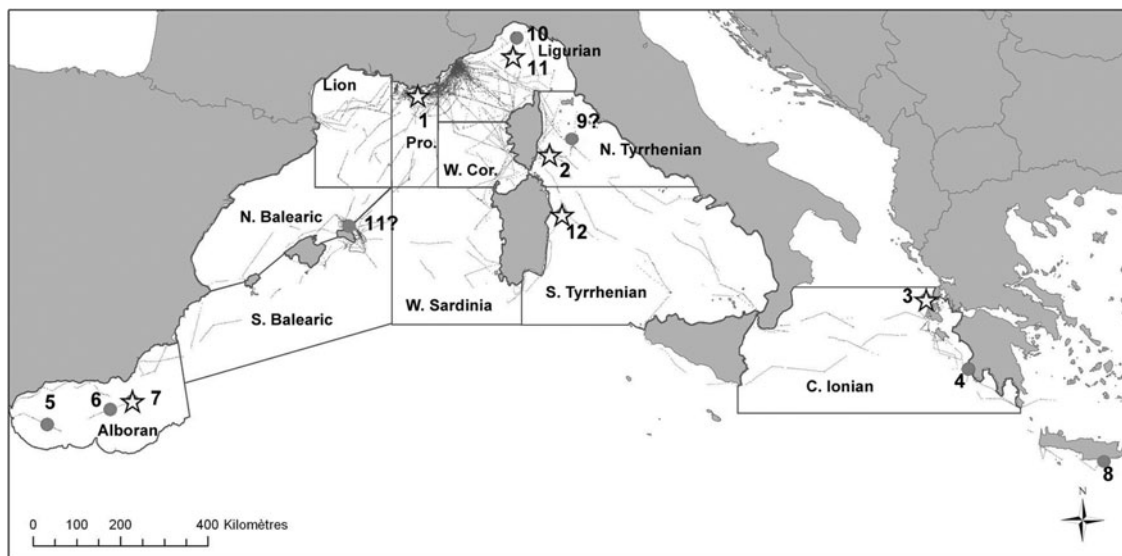 10
Ligurian
11
Lion
1
9?
Pro.
N. Tyrrhenian
2
W. Cor.
N. Balearic
11?
12
3
S. Tyrrhenian
W. Sardinia
S. Balearic
4
C. Ionian
5
6
7
Alboran
8
N
0 100 200 400 Kilomètres